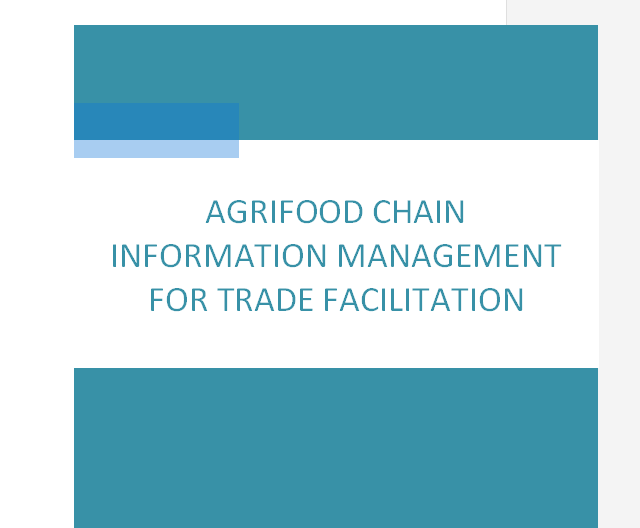 AGRIFOOD CHAIN
INFORMATION MANAGEMENT
FOR TRADE FACILITATION